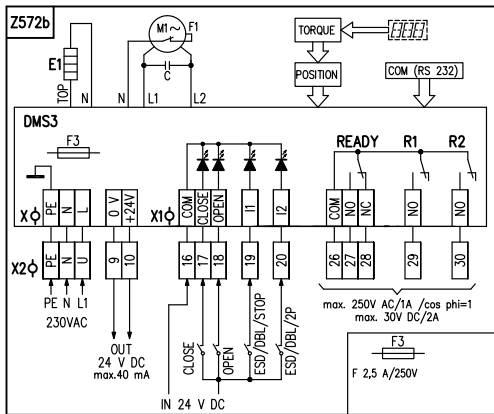 Z572b
M1 ~
F1
TORQUE
E1
C
POSITION
COM (RS 232)
TOP
N
N
L1
L2
DMS3
F3
READY
R1
R2
X
PE
N
L
0 V
+24V
X1
COM
CLOSE
OPEN
I1
I2
COM
NO
NC
NO
NO
X2
PE
N
U
9
10
16
17
18
19
20
26
27
28
29
30
PE N L1
230VAC
OUT
24 V DC
max.40 mA
CLOSE
OPEN
ESD/DBL/STOP
ESD/DBL/2P
IN 24 V DC
max. 250V AC/1A /cos phi=1
max. 30V DC/2A
F3
F 2,5 A/250V